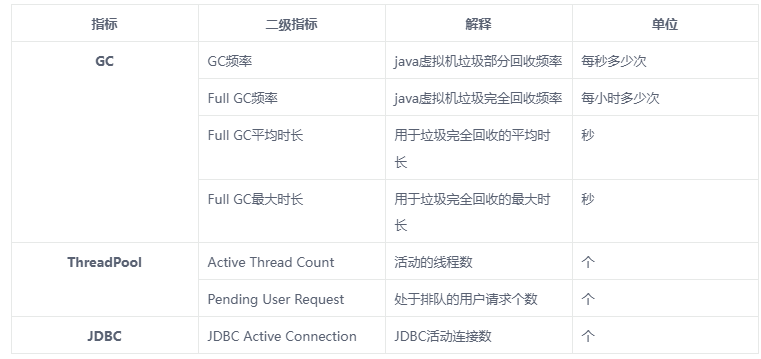 指标 二级指标 解释 单位
GC GC频率 java虚拟机垃圾部分回收频率 每秒多少次
Full GC频率 java虚拟机垃圾完全回收频率 每小时多少次
Full GC平均时长 用于垃圾完全回收的平均时 秒
长
Full GC最大时长 用于垃圾完全回收的最大时 秒
长
ThreadPool Active Thread Count 活动的线程数 个
Pending User Request 处于排队的用户请求个数 个
JDBC JDBC Active Connection JDBC活动连接数 个